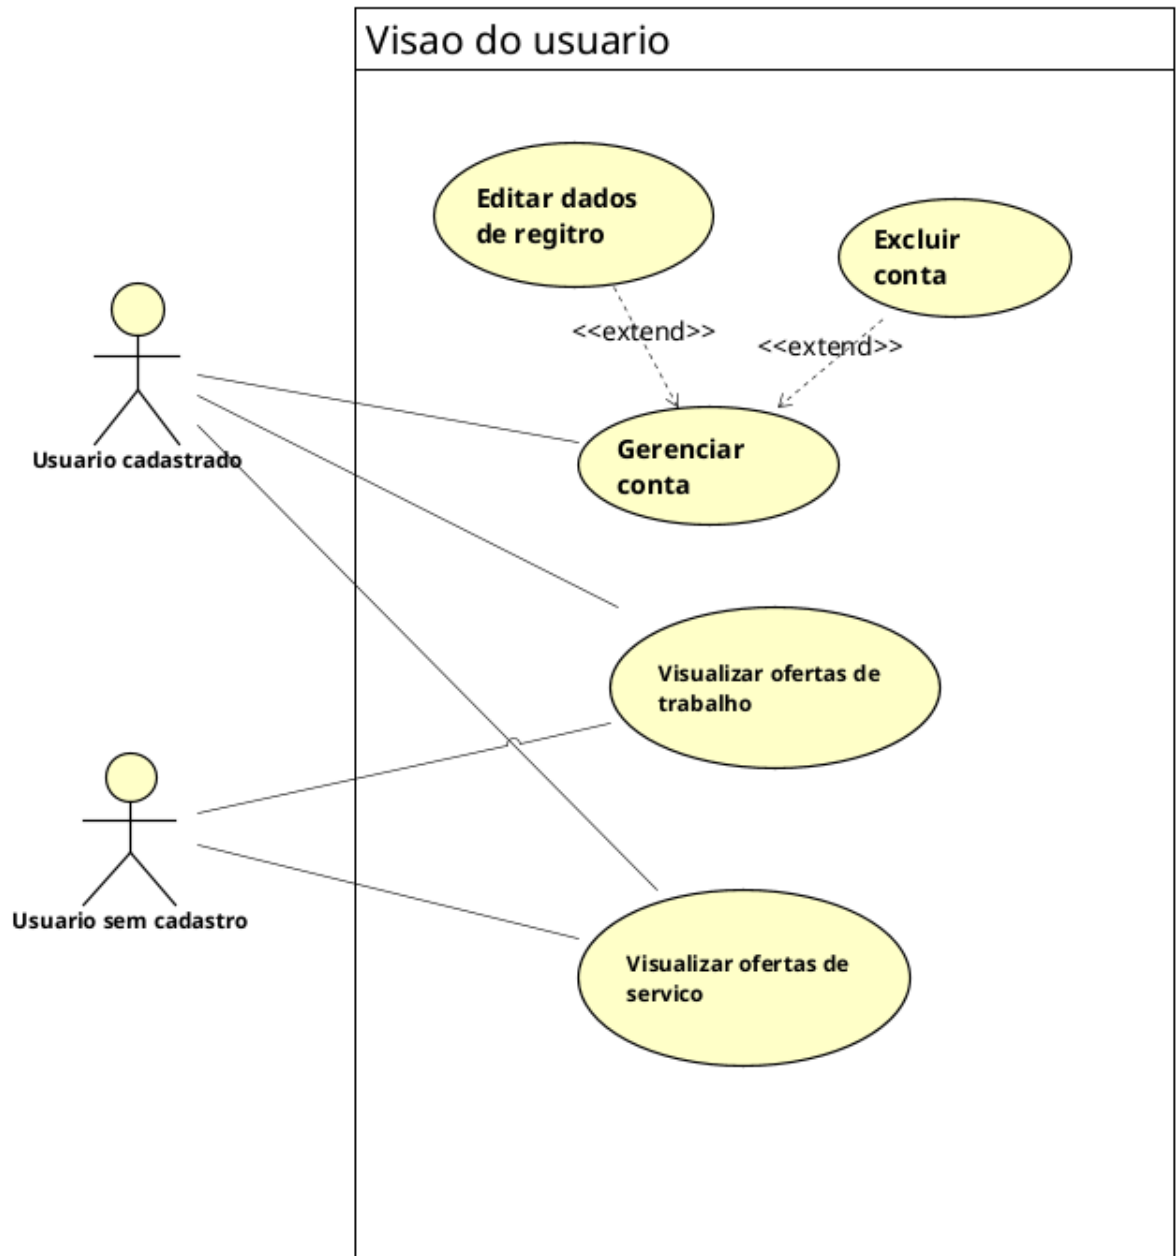 Visao do usuario
Editar dados
de regitro
Excluir
conta
<<extend>>
<<extend>>
Usuario cadastrado
Gerenciar
conta
Visualizar ofertas de
trabalho
Usuario sem cadastro
Visualizar ofertas de
servico